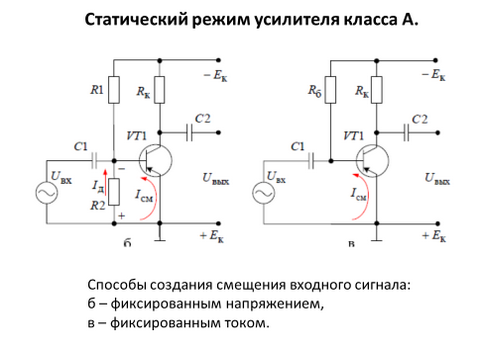 Статический режим усилителя класса А.
− Eк
R1
Rк
C2
VT1
C1
Uвх
−
Iд
Iсм
Uвых
R2
+
+ Eк
б
− Eк
Rб
Rк
C2
VT1
C1
Uвх
Iсм
Uвых
+ Eк
в
Способы создания смещения входного сигнала:
б – фиксированным напряжением,
в – фиксированным током.